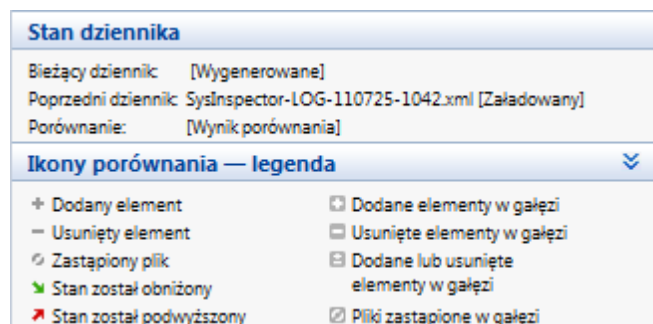 Stan dziennika
Bieżący dziennik: [Wygenerowane]
Poprzedni dziennik: SysInspector-LOG-110725-1042.xml [Załadowany]
Porównanie: [Wynik porównania]
Ikony porównania — legenda
Dodany element
Dodane elementy w gałęzi
Usunięty element
Usunięte elementy w gałęzi
Zastąpiony plik
Dodane lub usunięte
elementy w gałęzi
Stan został obniżony
Stan został podwyższony
Pliki zastąpione w gałęzi